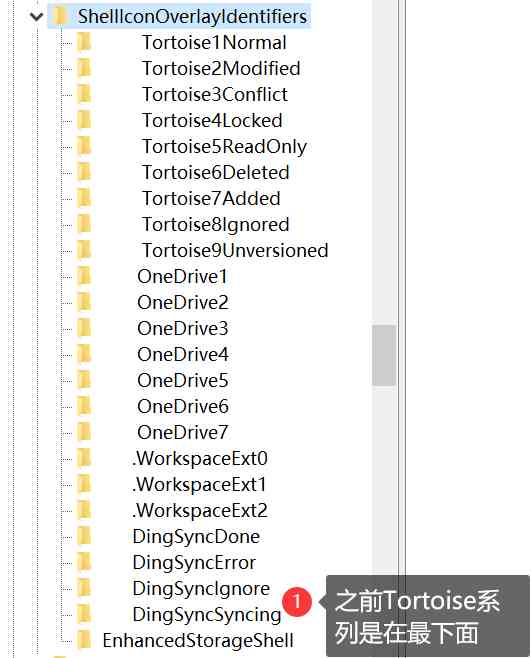 ShellIconOverlayIdentifiers
Tortoise1Normal
Tortoise2Modified
Tortoise3Conflict
Tortoise4Locked
Tortoise5ReadOnly
Tortoise6Deleted
Tortoise7Added
Tortoise8Ignored
Tortoise9Unversioned
OneDrive1
OneDrive2
OneDrive3
OneDrive4
OneDrive5
OneDrive6
OneDrive7
.WorkspaceExt0
.WorkspaceExt1
.WorkspaceExt2
DingSyncDone
DingSyncError
DingSyncIgnore
DingSyncSyncing
EnhancedStorageShell
1
之前Tortoise系
列是在最下面